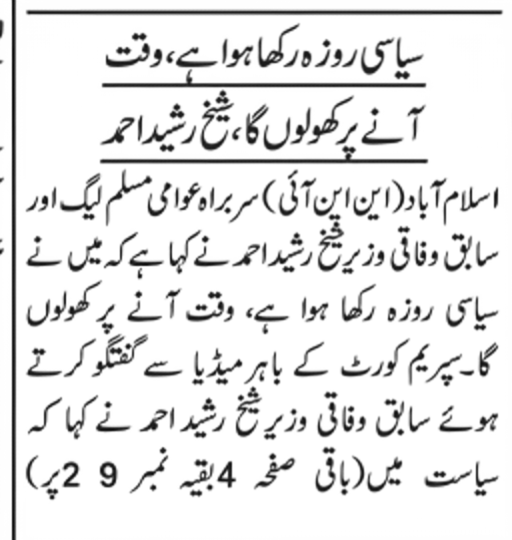 سیاسی روزہ رکھا ہوا ہے، وقت
آنے پر کھولوں گا، شیخ رشید احمد
اسلام آباد (این این آئی) سربراہ عوامی مسلم لیگ اور
سابق وفاقی وزیر شیخ رشید احمد نے کہا ہے کہ میں نے
سیاسی روزہ رکھا ہوا ہے، وقت آنے پر کھولوں
گا۔ سپریم کورٹ کے باہر میڈیا سے گفتگو کرتے
ہوئے سابق وفاقی وزیر شیخ رشید احمد نے کہا کہ
سیاست میں (باقی صفحہ 4 بقیہ نمبر 9 2 پر)